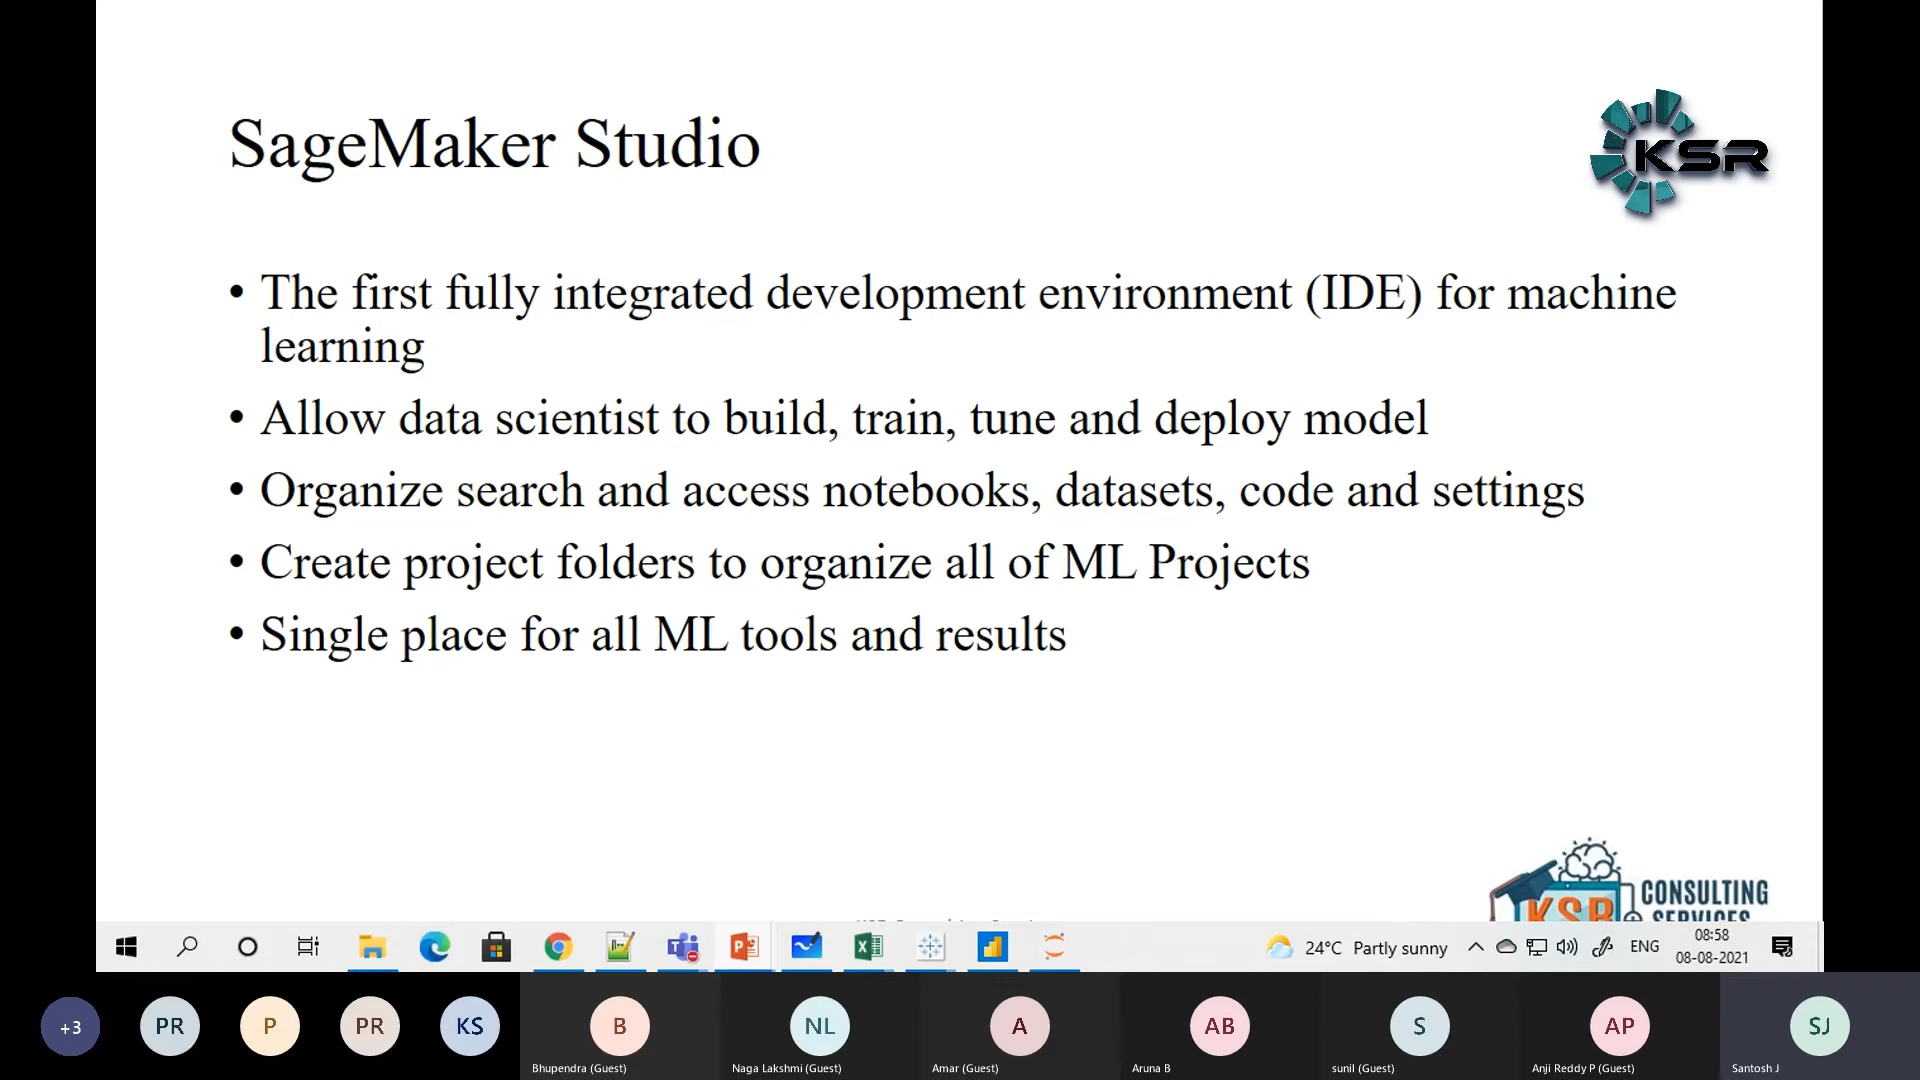 SageMaker Studio
KSR
• The first fully integrated development environment (IDE) for machine
learning
• Allow data scientist to build, train, tune and deploy model
• Organize search and access notebooks, datasets, code and settings
• Create project folders to organize all of ML Projects
• Single place for all ML tools and results
KSR
CONSULTING
SERVICES
24°C Partly sunny
ENG
08:58
08-08-2021
+3
PR
P
PR
KS
B
NL
A
AB
S
AP
SJ
Bhupendra (Guest)
Naga Lakshmi (Guest)
Amar (Guest)
Aruna B
sunil (Guest)
Anji Reddy P (Guest)
Santosh J